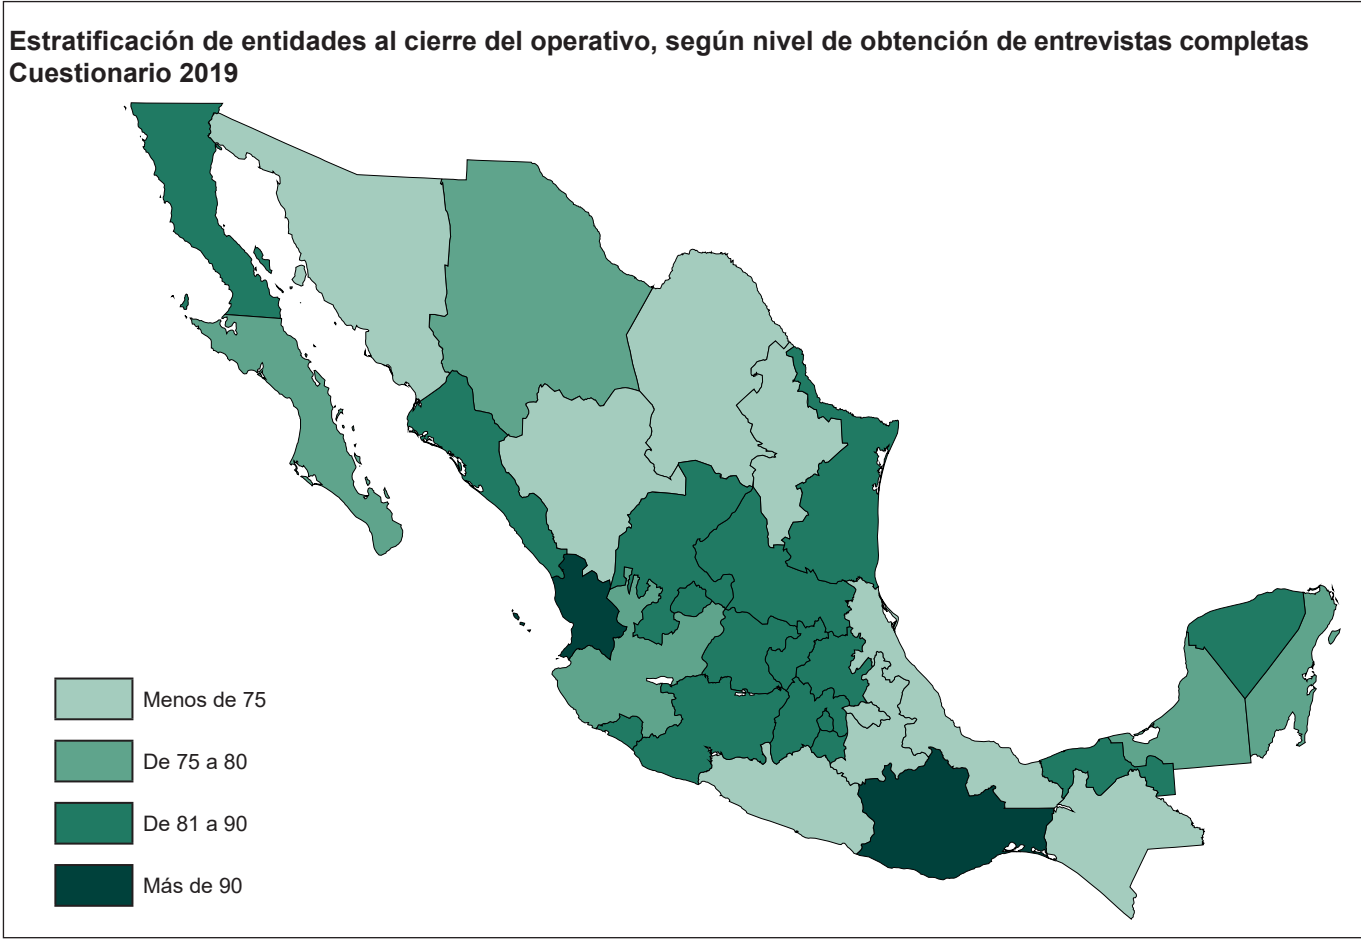 Estratificación de entidades al cierre del operativo, según nivel de obtención de entrevistas completas
Cuestionario 2019
Menos de 75
De 75 a 80
De 81 a 90
Más de 90